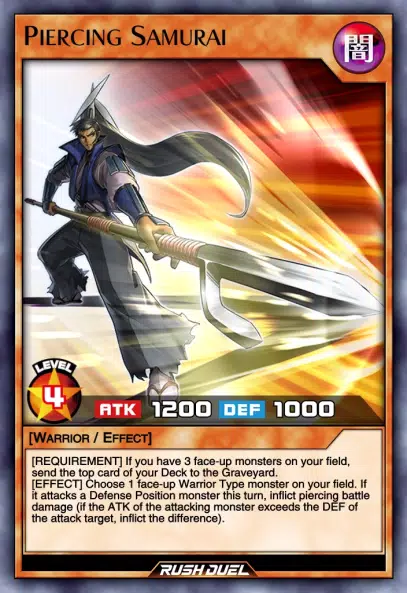 PIERCING SAMURAI
闇
LEVEL
4
ATK 1200 DEF 1000
[WARRIOR / EFFECT]
[REQUIREMENT] If you have 3 face-up monsters on your field,
send the top card of your Deck to the Graveyard.
[EFFECT] Choose 1 face-up Warrior Type monster on your field. If
it attacks a Defense Position monster this turn, inflict piercing battle
damage (if the ATK of the attacking monster exceeds the DEF of
the attack target, inflict the difference).
RUSH DUEL